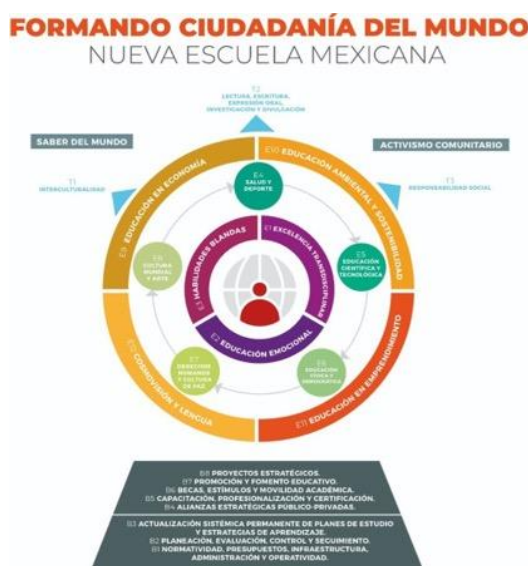 FORMANDO CIUDADANÍA DEL MUNDO
NUEVA ESCUELA MEXICANA
T2
LECTURA, ESCRITURA,
EXPRESIÓN ORAL,
INVESTIGACIÓN Y DIVULGACIÓN
SABER DEL MUNDO
ACTIVISMO COMUNITARIO
T1
INTERCULTURALIDAD
T3
RESPONSABILIDAD SOCIAL
E9 EDUCACIÓN EN ECONOMÍA
E10 EDUCACIÓN AMBIENTAL Y SOSTENIBILIDAD
E4
SALUD Y
DEPORTE
E3 HABILIDADES BLANDAS
E1 EXCELENCIA TRANSDISCIPLINAR
CULTURA
MUNDIAL
Y ARTE
E5
EDUCACIÓN
CIENTÍFICA Y
TECNOLÓGICA
E2 EDUCACIÓN EMOCIONAL
E7
DERECHOS
HUMANOS
Y CULTURA
DE PAZ
EDUCACIÓN
CÍVICA Y
DEMOCRÁTICA
COSMOVISIÓN Y LENGUA
E11 EDUCACIÓN EN EMPRENDIMIENTO
B8 PROYECTOS ESTRATÉGICOS.
B7 PROMOCIÓN Y FOMENTO EDUCATIVO.
B6 BECAS, ESTÍMULOS Y MOVILIDAD ACADÉMICA.
B5 CAPACITACIÓN, PROFESIONALIZACIÓN Y CERTIFICACIÓN.
B4 ALIANZAS ESTRATÉGICAS PÚBLICO-PRIVADAS.
B3 ACTUALIZACIÓN SISTÉMICA PERMANENTE DE PLANES DE ESTUDIO
Y ESTRATEGIAS DE APRENDIZAJE.
B2 PLANEACIÓN, EVALUACIÓN, CONTROL Y SEGUIMIENTO.
B1 NORMATIVIDAD, PRESUPUESTOS, INFRAESTRUCTURA,
ADMINISTRACIÓN Y OPERATIVIDAD.